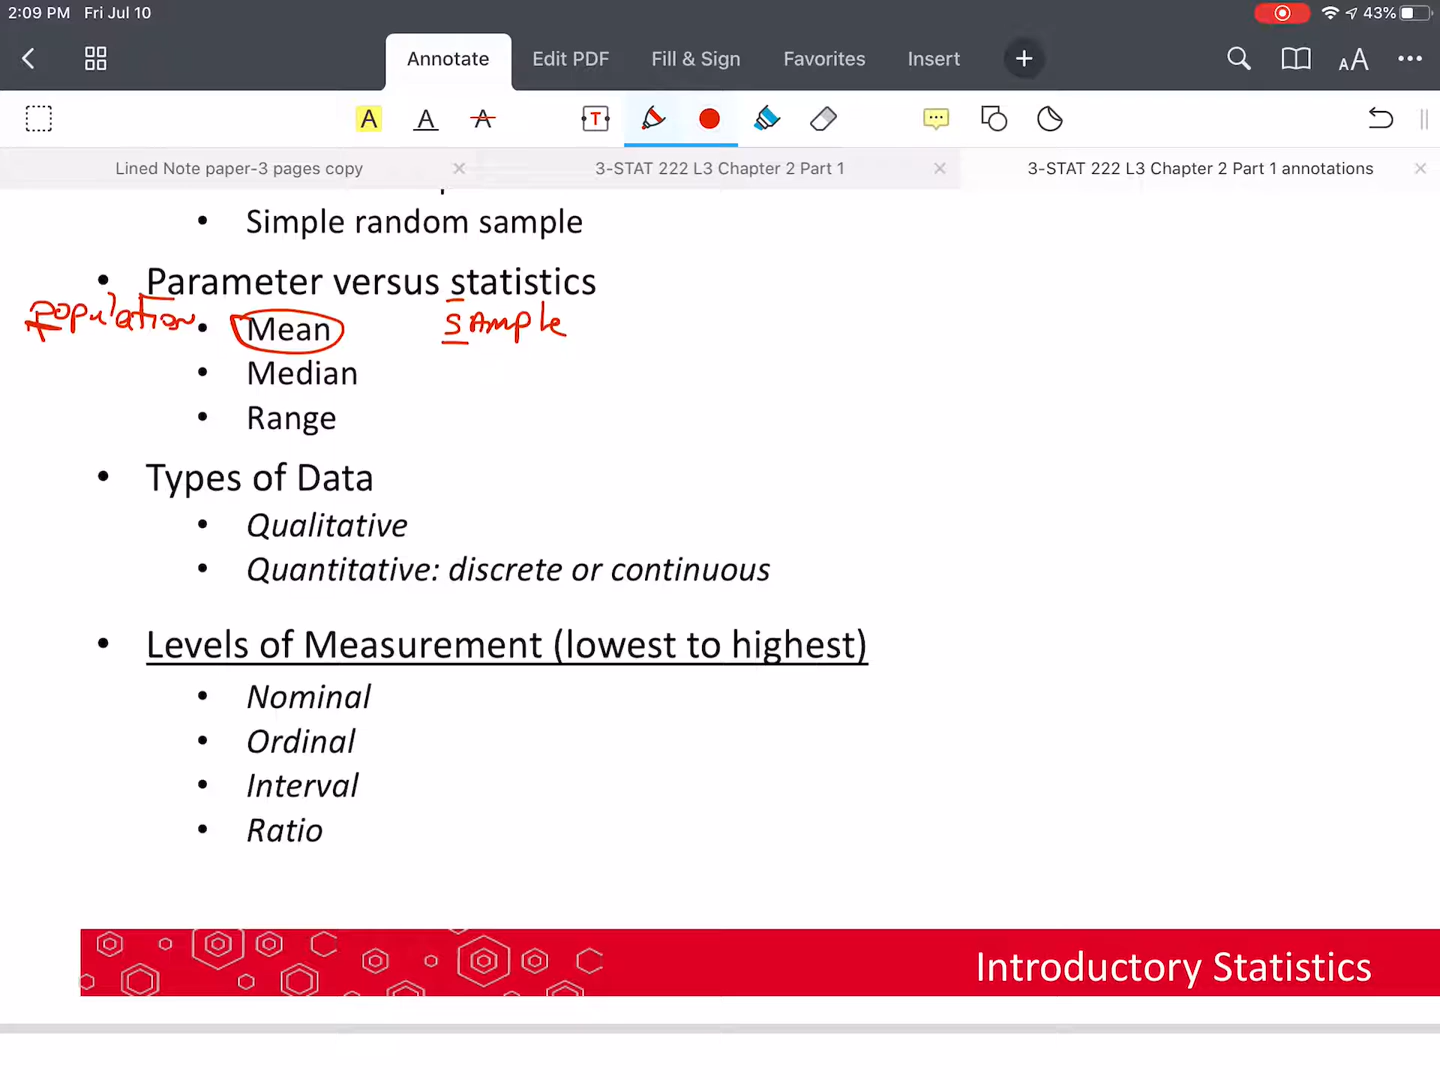 2:09 PM Fri Jul 10 43%
Annotate Edit PDF Fill & Sign Favorites Insert
A A A T AA
Lined Note paper-3 pages copy 3-STAT 222 L3 Chapter 2 Part 1 3-STAT 222 L3 Chapter 2 Part 1 annotations
• Simple random sample
• Parameter versus statistics
Population • Mean SAmple
• Median
• Range
• Types of Data
• Qualitative
• Quantitative: discrete or continuous
• Levels of Measurement (lowest to highest)
• Nominal
• Ordinal
• Interval
• Ratio
Introductory Statistics